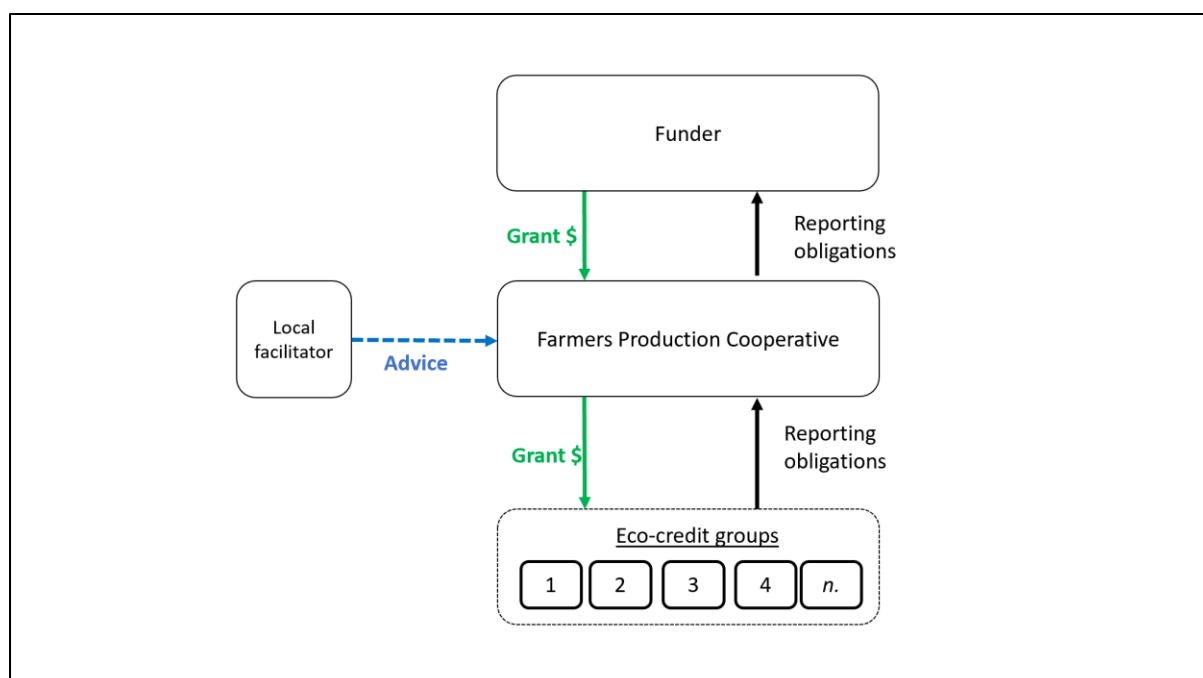 Funder
Grant $
Reporting
obligations
Local
facilitator
Advice
Farmers Production Cooperative
Grant $
Reporting
obligations
Eco-credit groups
1 2 3 4 n.